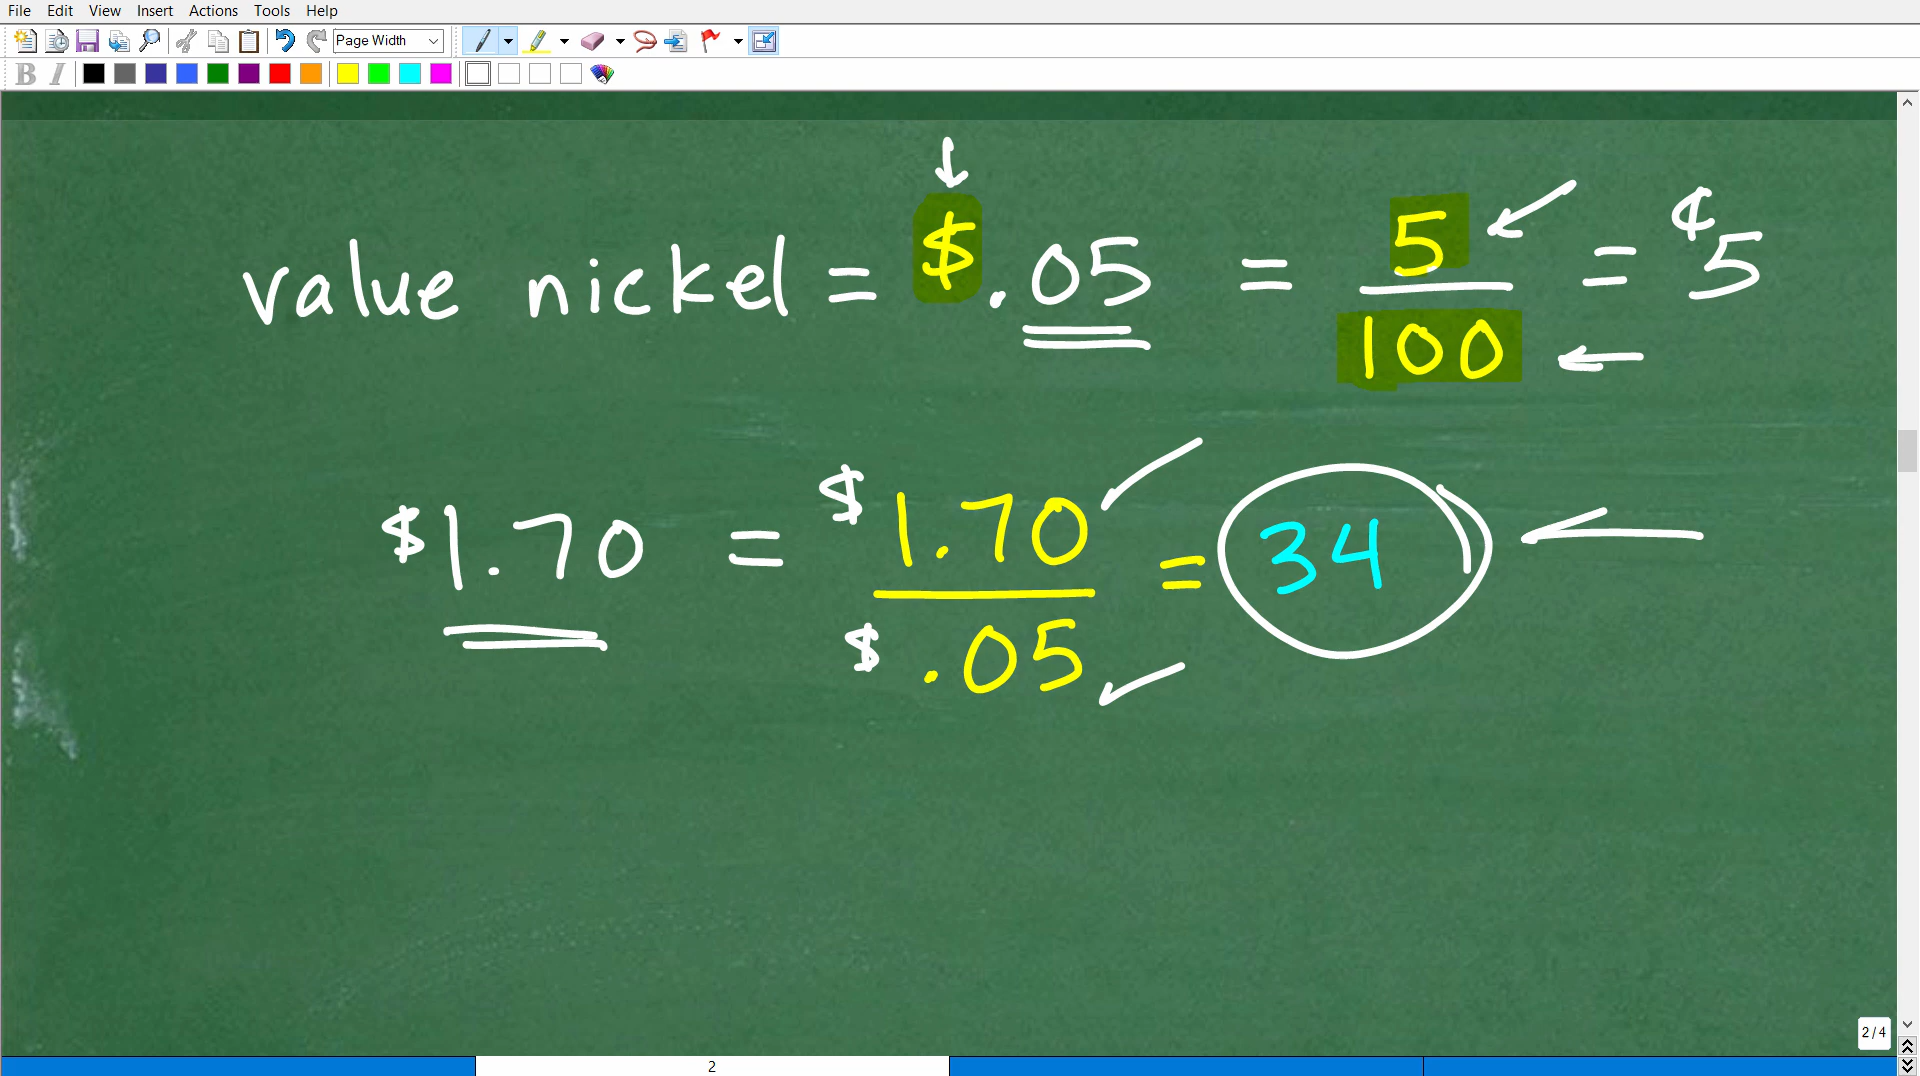 File Edit View Insert Actions Tools Help
Page Width
B I
value nickel = $ .05 = 5/100 = ¢5
$1.70 = $1.70/$.05 = 34
2 / 4
2